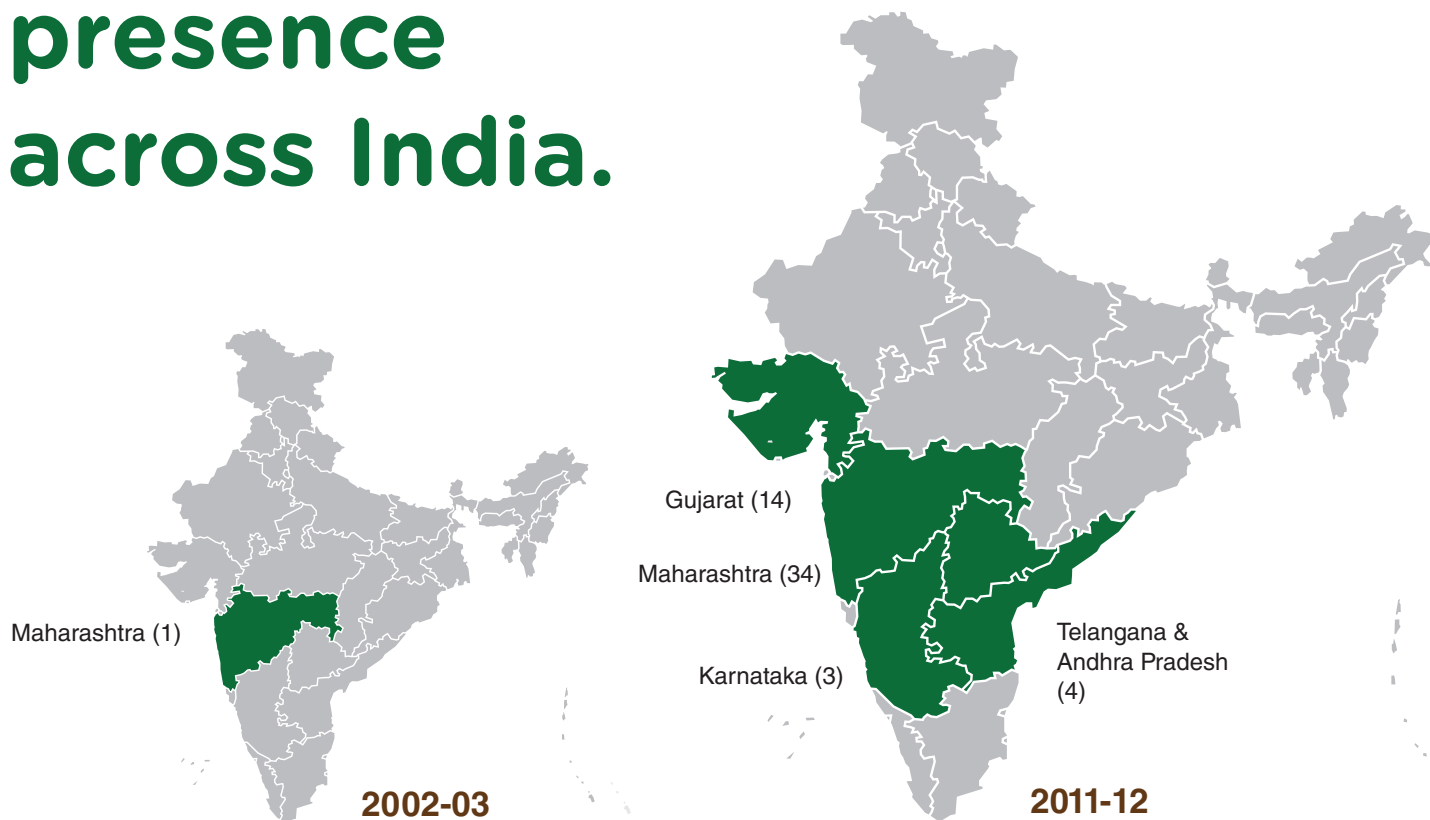 presence
across India.
Maharashtra (1)
2002-03
Gujarat (14)
Maharashtra (34)
Karnataka (3)
Telangana &
Andhra Pradesh
(4)
2011-12